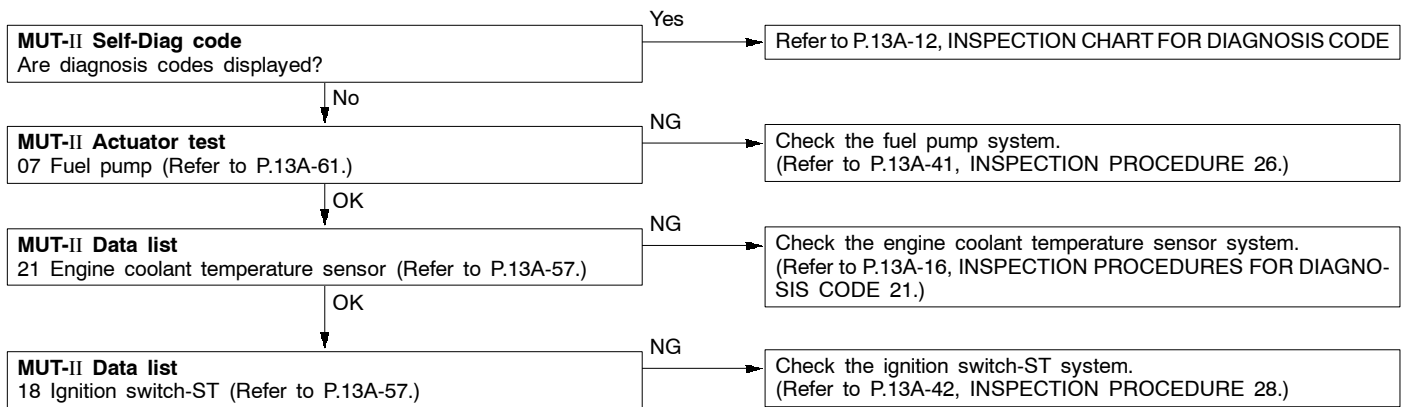 Yes
MUT-II Self-Diag code
Are diagnosis codes displayed?
Refer to P.13A-12, INSPECTION CHART FOR DIAGNOSIS CODE
No
NG
MUT-II Actuator test
07 Fuel pump (Refer to P.13A-61.)
Check the fuel pump system.
(Refer to P.13A-41, INSPECTION PROCEDURE 26.)
OK
NG
MUT-II Data list
21 Engine coolant temperature sensor (Refer to P.13A-57.)
Check the engine coolant temperature sensor system.
(Refer to P.13A-16, INSPECTION PROCEDURES FOR DIAGNO-
SIS CODE 21.)
OK
NG
MUT-II Data list
18 Ignition switch-ST (Refer to P.13A-57.)
Check the ignition switch-ST system.
(Refer to P.13A-42, INSPECTION PROCEDURE 28.)